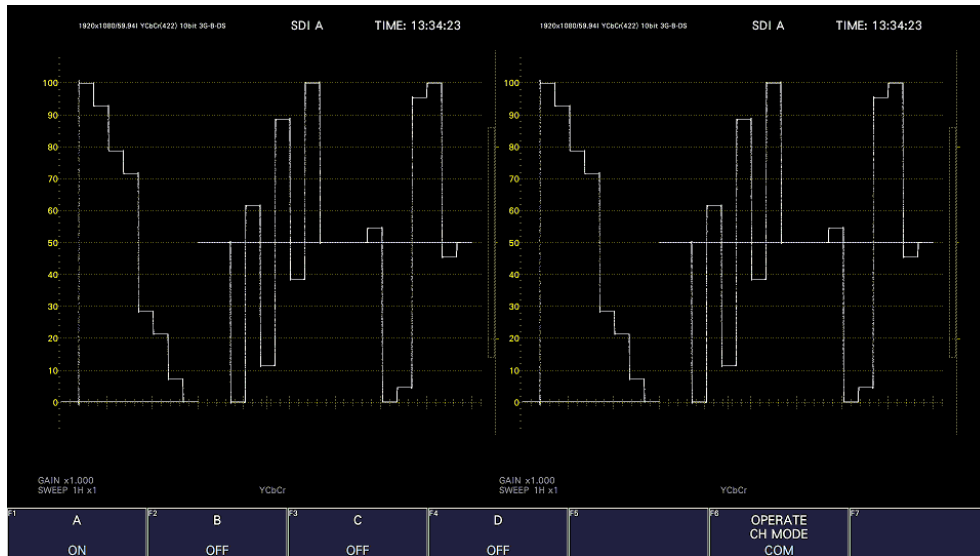 1920x1080/59.94I YCbCr(422) 10bit 3G-B-DS SDI A TIME: 13:34:23
1920x1080/59.94I YCbCr(422) 10bit 3G-B-DS SDI A TIME: 13:34:23
100 100
90 90
80 80
70 70
60 60
50 50
40 40
30 30
20 20
10 10
0 0
GAIN x1.000 GAIN x1.000
SWEEP 1H x1 YCbCr SWEEP 1H x1 YCbCr
F1 F2 F3 F4 F5 F6 F7
A B C D OPERATE
CH MODE
ON OFF OFF OFF COM